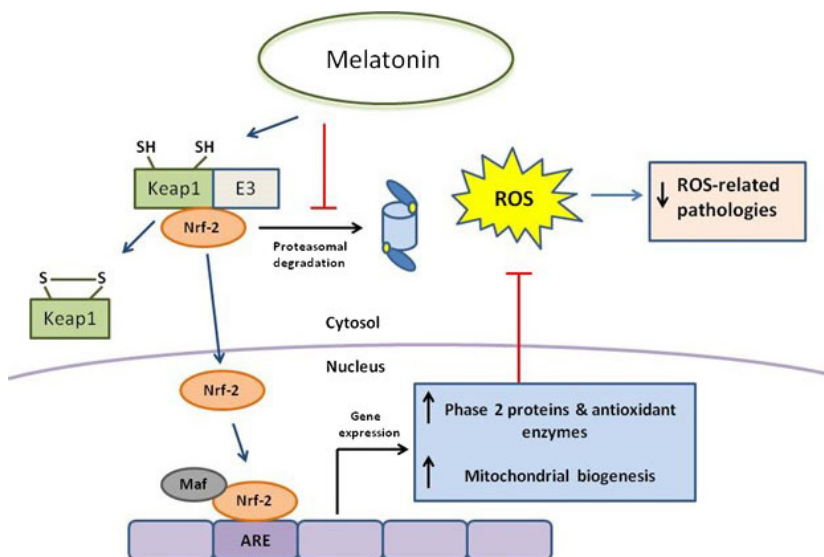 Melatonin
SH SH
Keap1 E3
Nrf-2
Proteasomal
degradation
ROS
ROS-related
pathologies
S S
Keap1
Cytosol
Nucleus
Nrf-2
Gene
expression
Phase 2 proteins & antioxidant
enzymes
Mitochondrial biogenesis
Maf
Nrf-2
ARE